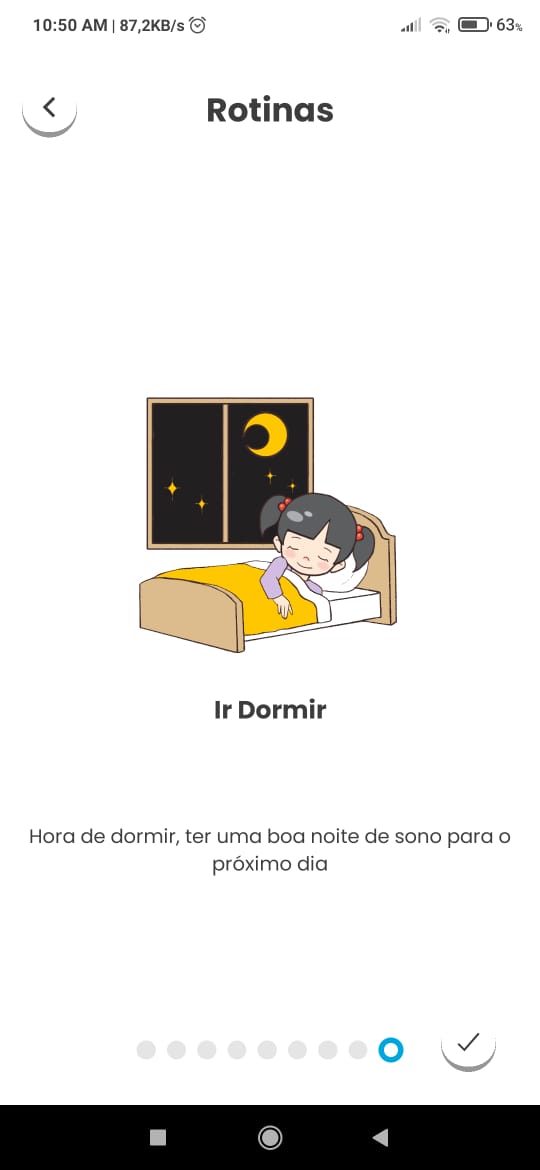 10:50 AM | 87,2KB/s 63%
Rotinas
Ir Dormir
Hora de dormir, ter uma boa noite de sono para o
próximo dia